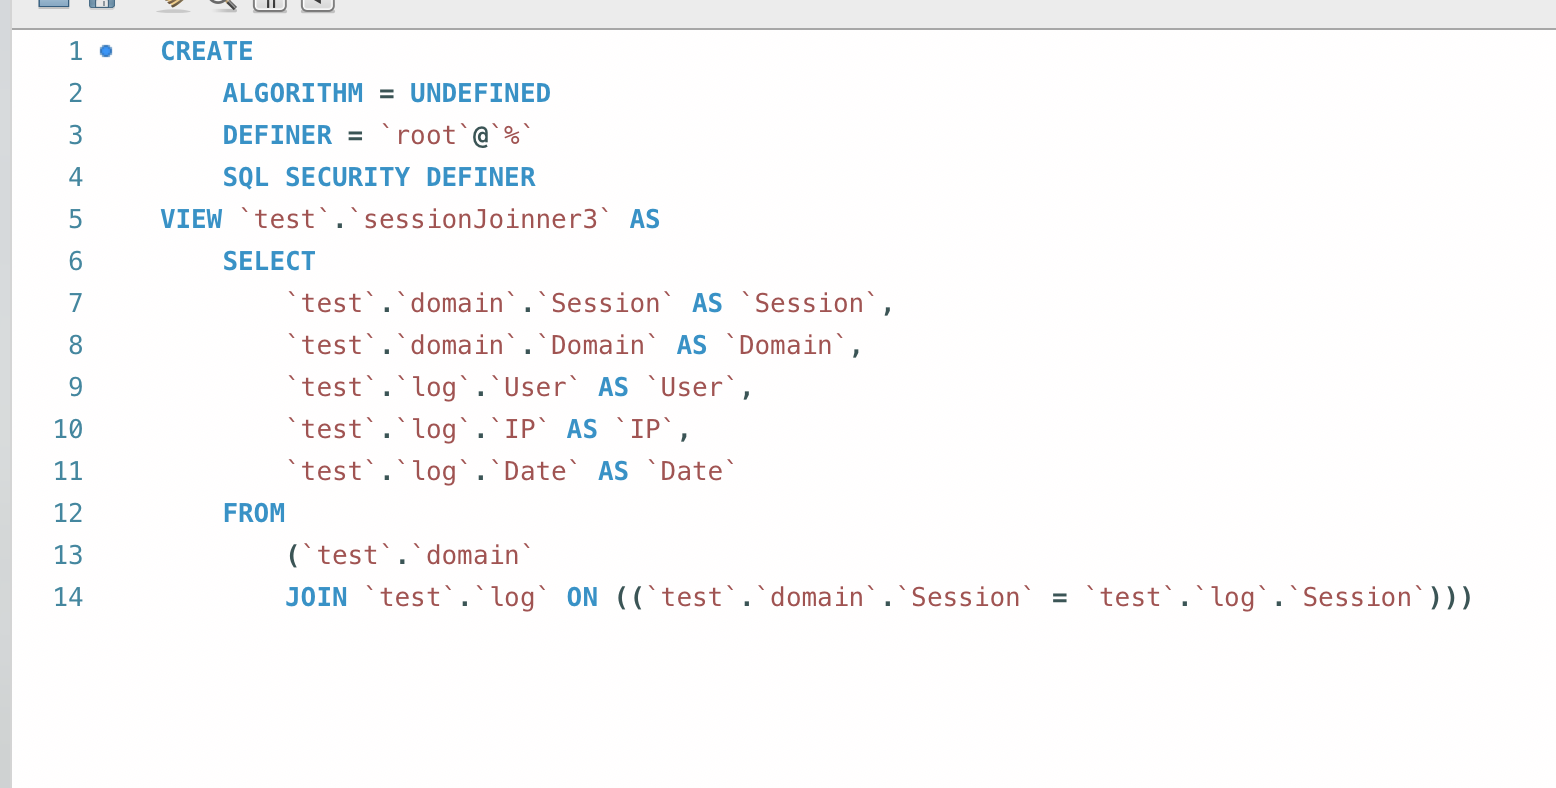 1 CREATE
2 ALGORITHM = UNDEFINED
3 DEFINER = `root`@`%`
4 SQL SECURITY DEFINER
5 VIEW `test`.`sessionJoinner3` AS
6 SELECT
7 `test`.`domain`.`Session` AS `Session`,
8 `test`.`domain`.`Domain` AS `Domain`,
9 `test`.`log`.`User` AS `User`,
10 `test`.`log`.`IP` AS `IP`,
11 `test`.`log`.`Date` AS `Date`
12 FROM
13 (`test`.`domain`
14 JOIN `test`.`log` ON ((`test`.`domain`.`Session` = `test`.`log`.`Session`)))